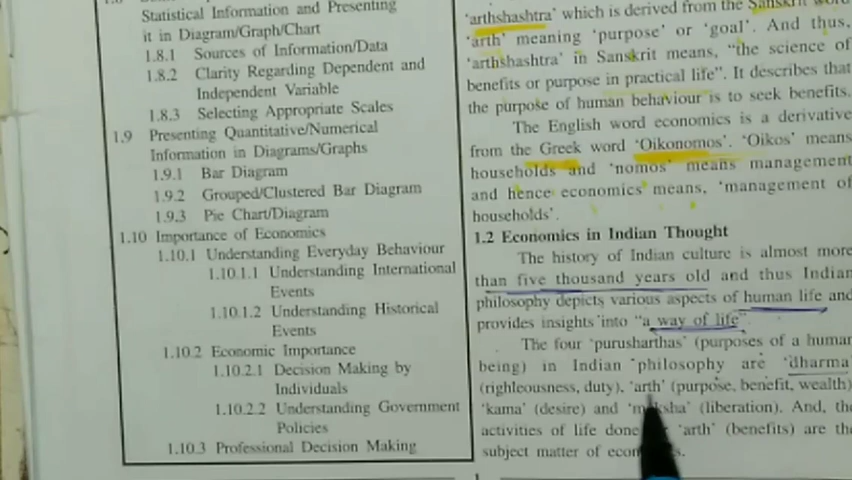 Statistical Information and Presenting
it in Diagram/Graph/Chart
1.8.1 Sources of Information/Data
1.8.2 Clarity Regarding Dependent and
Independent Variable
1.8.3 Selecting Appropriate Scales
1.9 Presenting Quantitative/Numerical
Information in Diagrams/Graphs
1.9.1 Bar Diagram
1.9.2 Grouped/Clustered Bar Diagram
1.9.3 Pie Chart/Diagram
1.10 Importance of Economics
1.10.1 Understanding Everyday Behaviour
1.10.1.1 Understanding International
Events
1.10.1.2 Understanding Historical
Events
1.10.2 Economic Importance
1.10.2.1 Decision Making by
Individuals
1.10.2.2 Understanding Government
Policies
1.10.3 Professional Decision Making
'arthshashtra' which is derived from the Sanskrit word
'arth' meaning 'purpose' or 'goal'. And thus,
'arthshashtra' in Sanskrit means, "the science of
benefits or purpose in practical life". It describes that
the purpose of human behaviour is to seek benefits.
The English word economics is a derivative
from the Greek word 'Oikonomos'. 'Oikos' means
households and 'nomos' means management
and hence economics' means, 'management of
households'.
1.2 Economics in Indian Thought
The history of Indian culture is almost more
than five thousand years old and thus Indian
philosophy depicts various aspects of human life and
provides insights into "a way of life".
The four 'purusharthas' (purposes of a human
being) in Indian philosophy are 'dharma'
(righleousness, duty), 'arth' (purpose, benefit, wealth)
'kama' (desire) and (liberation). And, the
activities of life done 'arth' (benefits) are the
subject matter of